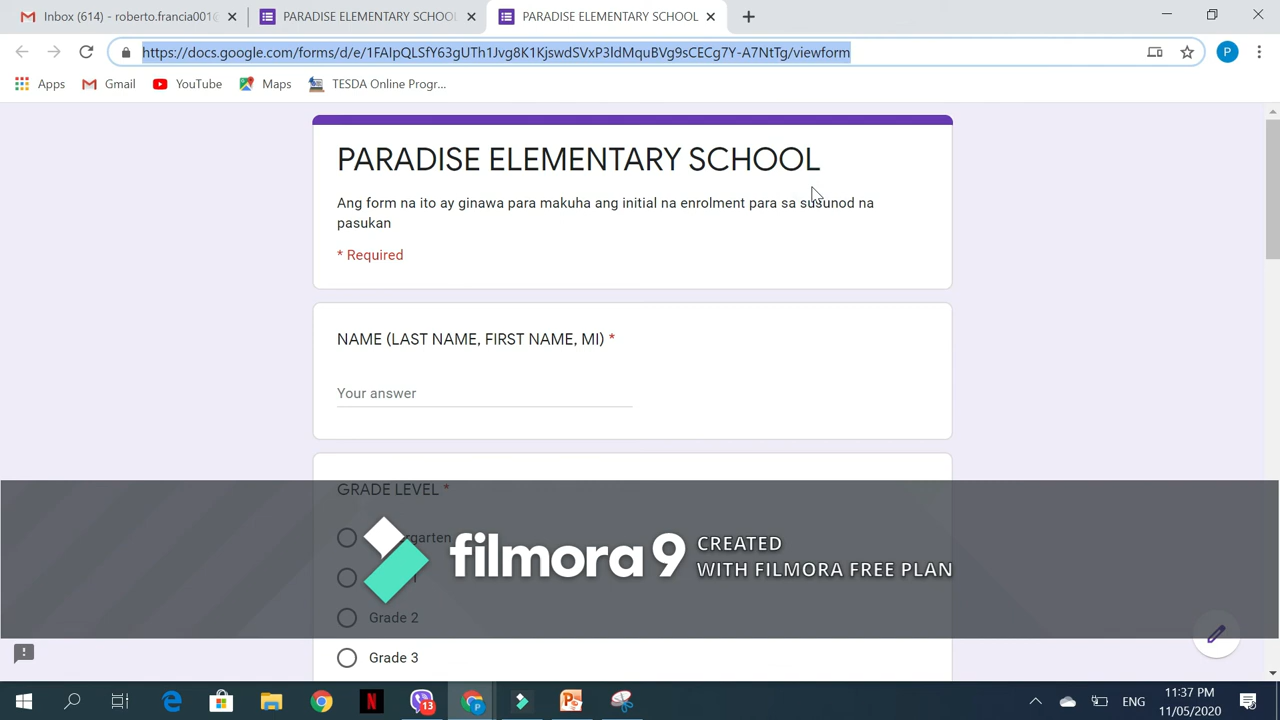 Inbox (614) - roberto.francia001@
PARADISE ELEMENTARY SCHOOL
PARADISE ELEMENTARY SCHOOL
https://docs.google.com/forms/d/e/1FAIpQLSfY63gUTh1Jvg8K1KjswdSVxP3ldMquBVg9sCECg7Y-A7NtTg/viewform
P
Apps
Gmail
YouTube
Maps
TESDA Online Progr...
PARADISE ELEMENTARY SCHOOL
Ang form na ito ay ginawa para makuha ang initial na enrolment para sa susunod na
pasukan
* Required
NAME (LAST NAME, FIRST NAME, MI) *
Your answer
GRADE LEVEL *
filmora 9
CREATED
WITH FILMORA FREE PLAN
Grade 2
Grade 3
13
P
ENG
11:37 PM
11/05/2020